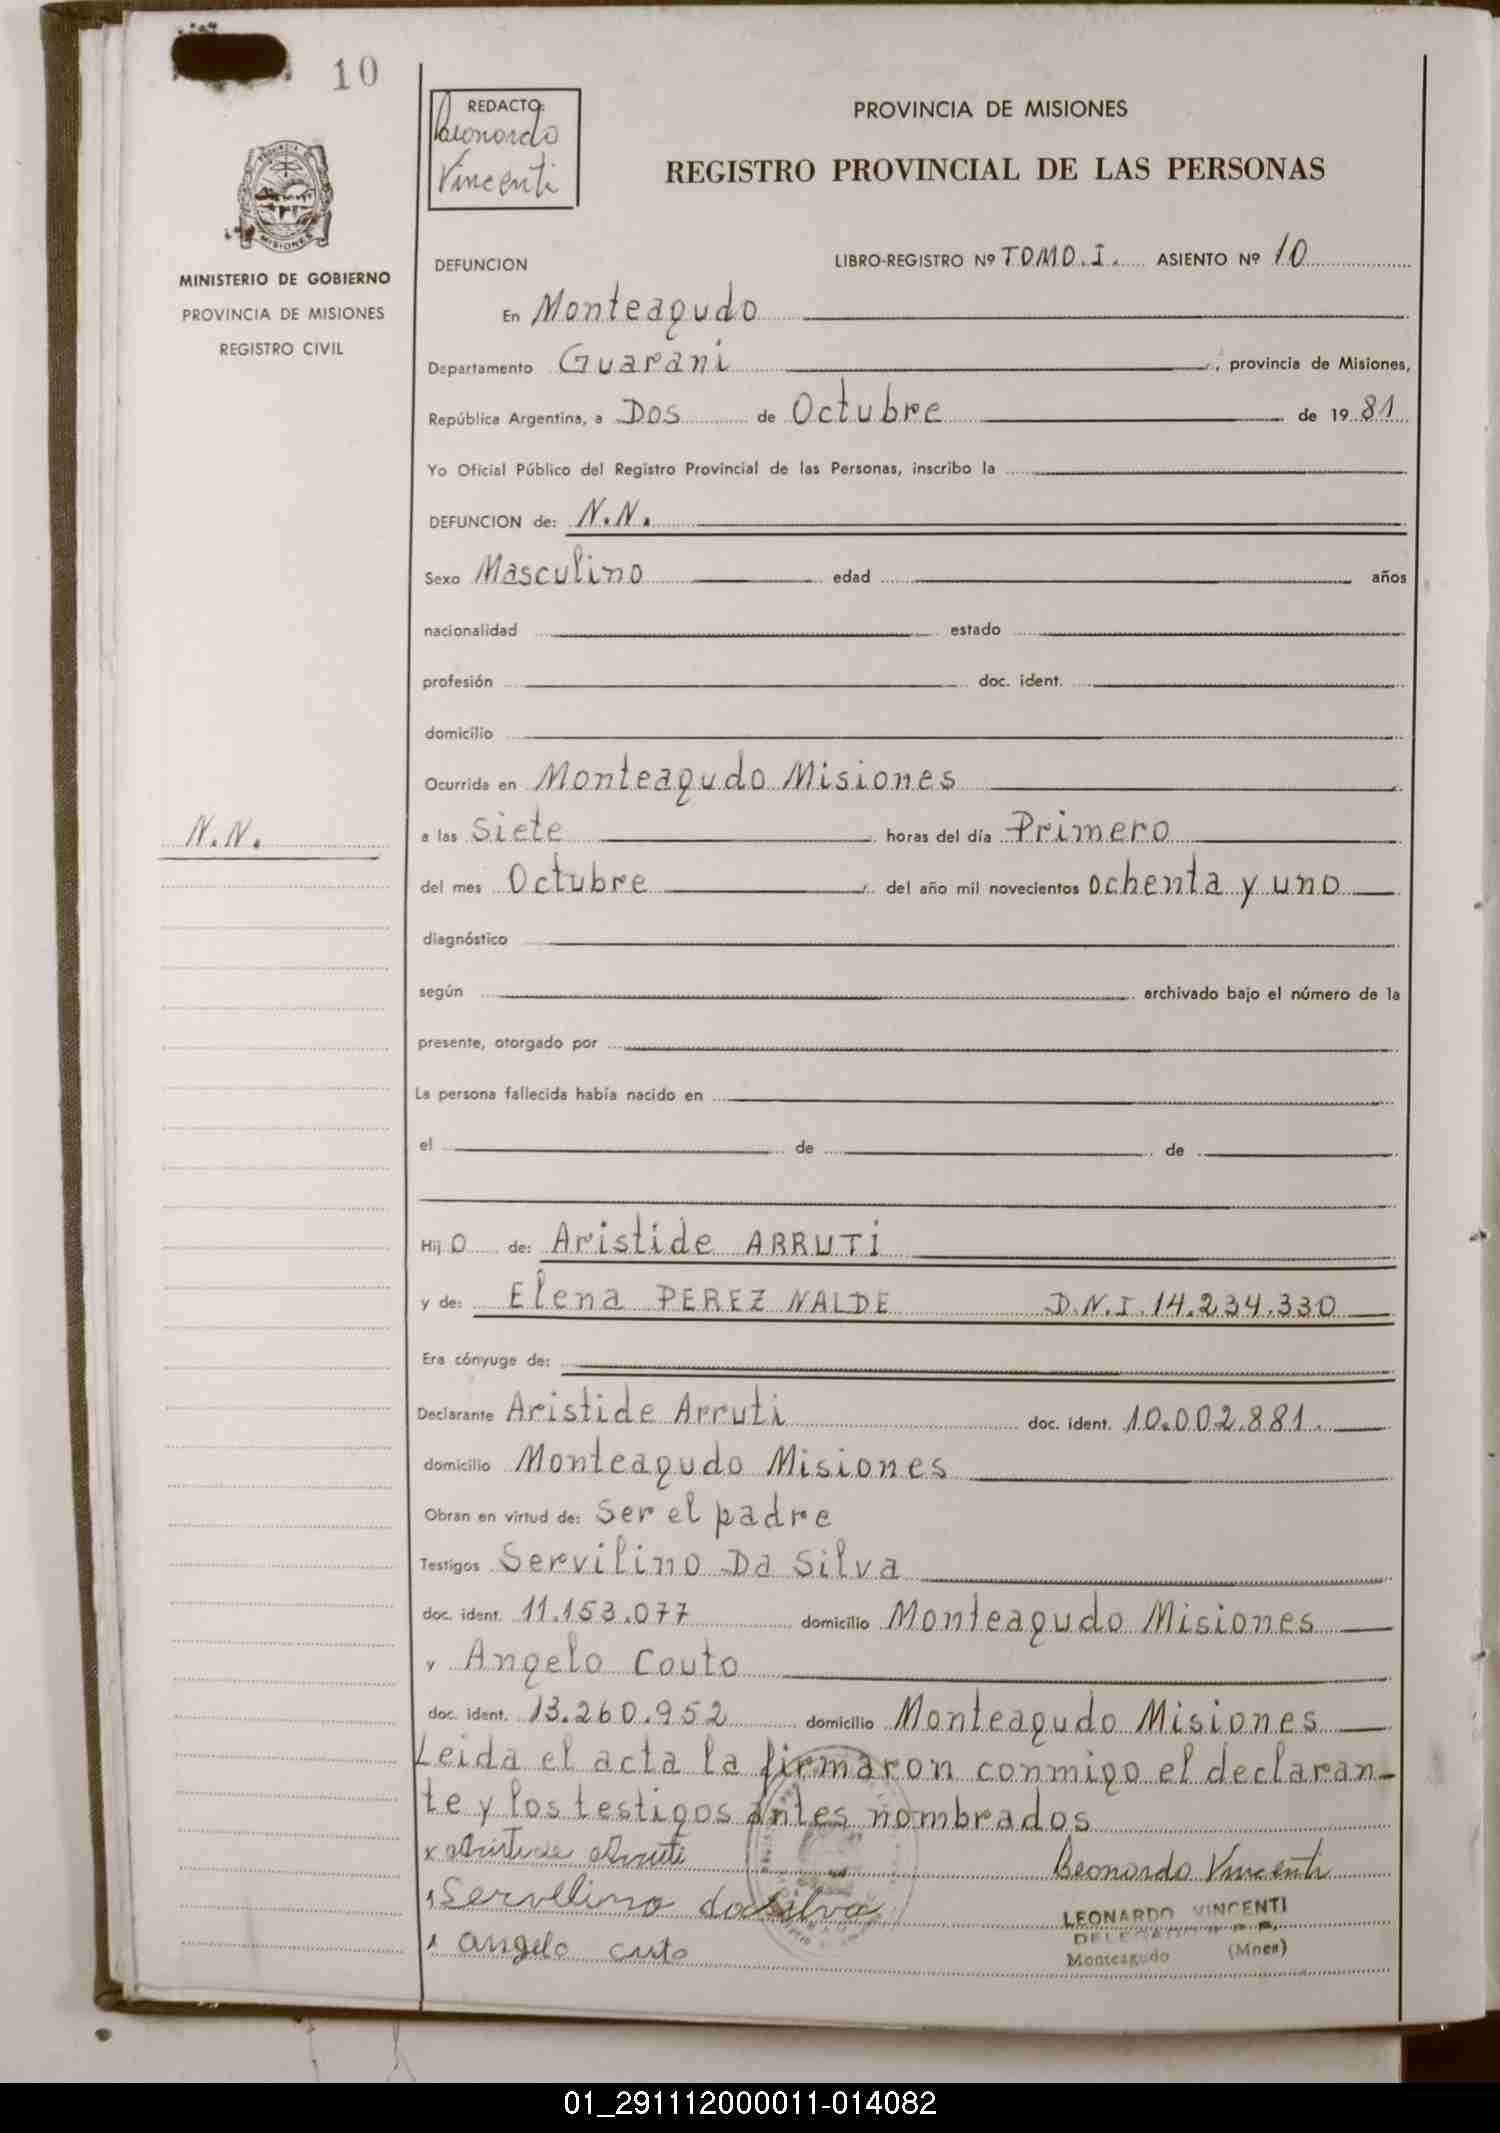 10
REDACTO:
Leonardo
Vincenti
PROVINCIA DE MISIONES
REGISTRO PROVINCIAL DE LAS PERSONAS
PROVINCIA
MISIONES
MINISTERIO DE GOBIERNO
PROVINCIA DE MISIONES
REGISTRO CIVIL
DEFUNCION LIBRO-REGISTRO Nº TOMO.I. ASIENTO Nº 10
En Monteagudo
Departamento Guarani, provincia de Misiones,
República Argentina, a Dos de Octubre de 19 81
Yo Oficial Público del Registro Provincial de las Personas, inscribo la
DEFUNCION de: N.N.
Sexo Masculino edad años
nacionalidad estado
profesión doc. ident.
domicilio
Ocurrida en Monteagudo Misiones
N.N.
a las Siete horas del día Primero
del mes Octubre del año mil novecientos ochenta y uno
diagnóstico
según archivado bajo el número de la
presente, otorgado por
La persona fallecida había nacido en
el de de
Hij o de: Aristide ARRUTI
y de: Elena PEREZ NALDE D.N.I. 14.234.330
Era cónyuge de:
Declarante Aristide Arruti doc. ident. 10.002.881.
domicilio Monteagudo Misiones
Obran en virtud de: Ser el padre
Testigos Servilino Da Silva
doc. ident. 11.153.077 domicilio Monteagudo Misiones
y Angelo Couto
doc. ident. 13.260.952 domicilio Monteagudo Misiones
Leida el acta la firmaron conmigo el declaran-
te y los testigos antes nombrados
x Aristide Arruti Leonardo Vincenti
Servelino da Silva
LEONARDO VINCENTI
angelo cuto
Monteagudo (Mnes)
01_291112000011-014082